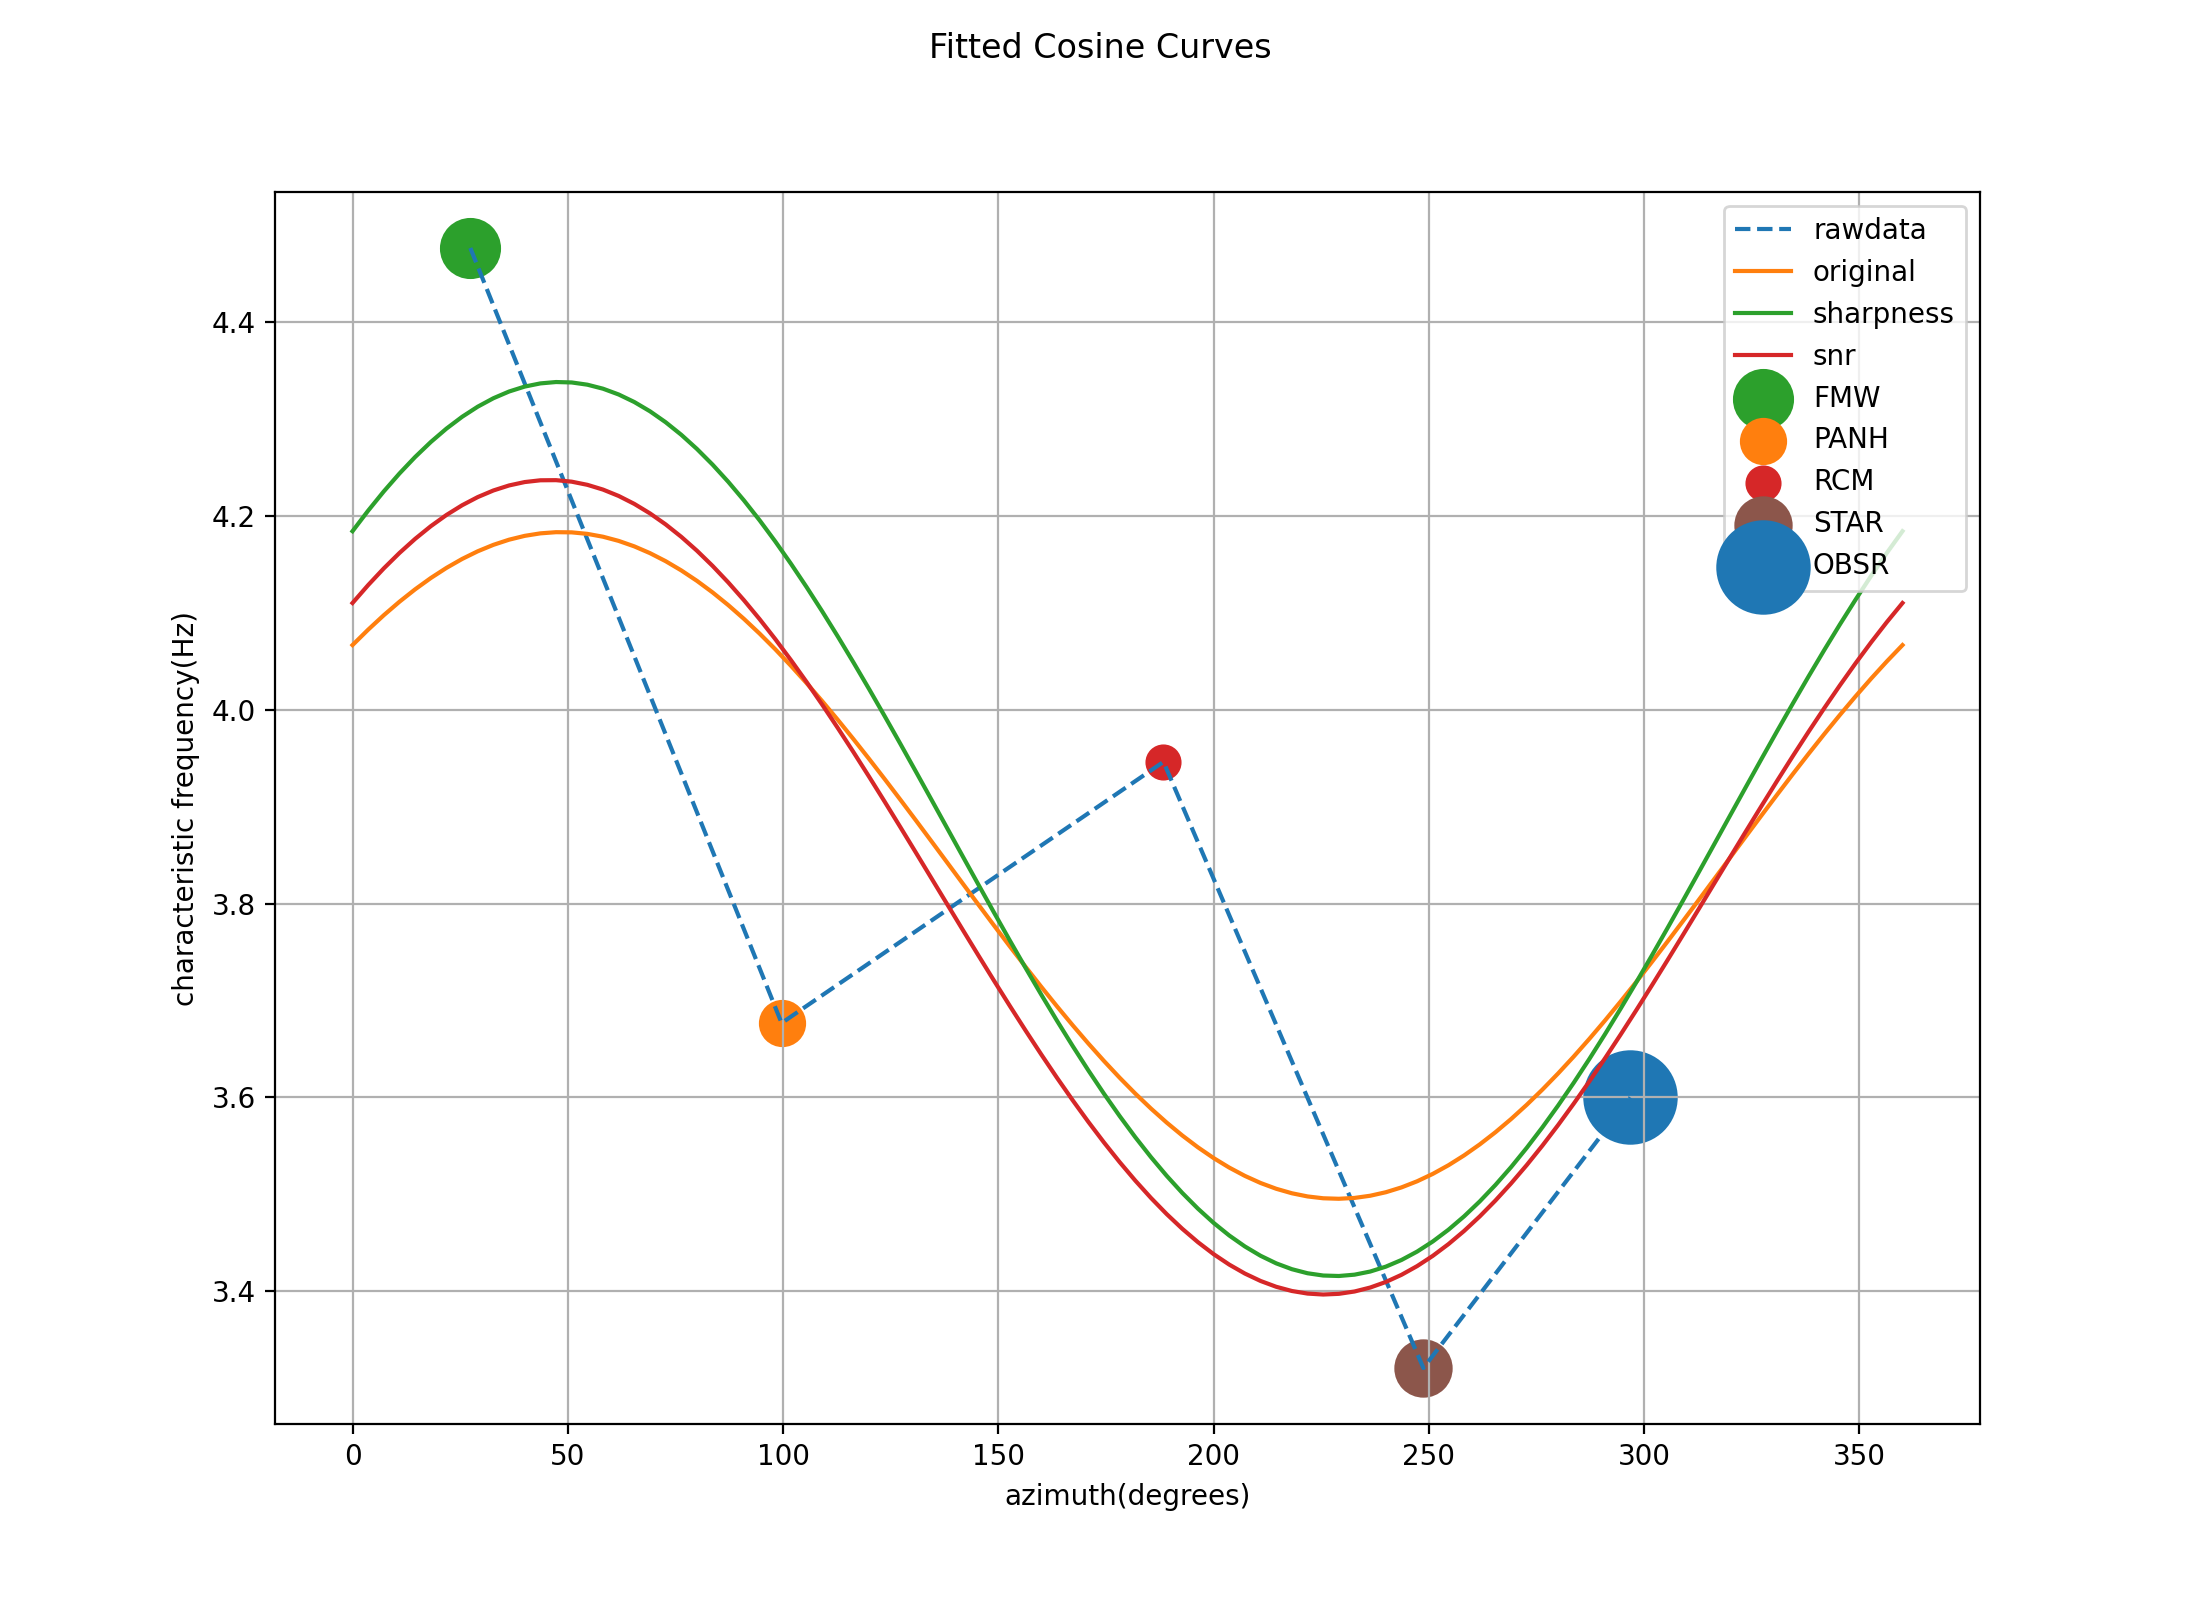 Fitted Cosine Curves
rawdata
original
sharpness
snr
FMW
PANH
RCM
STAR
OBSR
characteristic frequency(Hz)
4.4
4.2
4.0
3.8
3.6
3.4
0 50 100 150 200 250 300 350
azimuth(degrees)